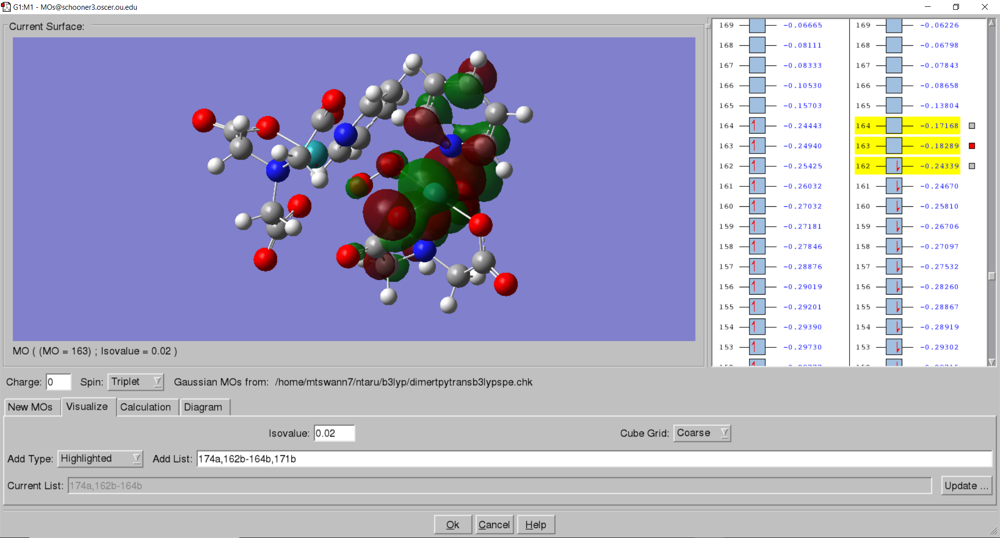 G1:M1 - MOs@schooner3.oscer.ou.edu
Current Surface:
169 -0.06665 169 -0.06226
168 -0.08111 168 -0.06798
167 -0.08333 167 -0.07843
166 -0.10530 166 -0.08658
165 -0.15703 165 -0.13804
164 -0.24443 164 -0.17168
163 -0.24940 163 -0.18289
162 -0.25425 162 -0.24339
161 -0.26032 161 -0.24670
160 -0.27032 160 -0.25810
159 -0.27181 159 -0.26706
158 -0.27846 158 -0.27097
157 -0.28876 157 -0.27532
156 -0.29019 156 -0.28260
155 -0.29201 155 -0.28867
154 -0.29390 154 -0.28919
153 -0.29730 153 -0.29302
MO ( (MO = 163) ; Isovalue = 0.02 )
Charge: 0 Spin: Triplet Gaussian MOs from: /home/mtswann7/ntaru/b3lyp/dimertpytransb3lypspe.chk
New MOs Visualize Calculation Diagram
Isovalue: 0.02 Cube Grid: Coarse
Add Type: Highlighted Add List: 174a,162b-164b,171b
Current List: 174a,162b-164b Update ...
Ok Cancel Help